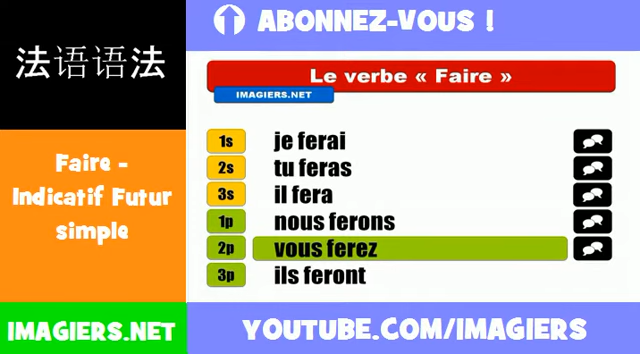 ABONNEZ-VOUS !
法语语法
Le verbe « Faire »
IMAGIERS.NET
Faire -
Indicatif Futur
simple
1s je ferai
2s tu feras
3s il fera
1p nous ferons
2p vous ferez
3p ils feront
IMAGIERS.NET
YOUTUBE.COM/IMAGIERS